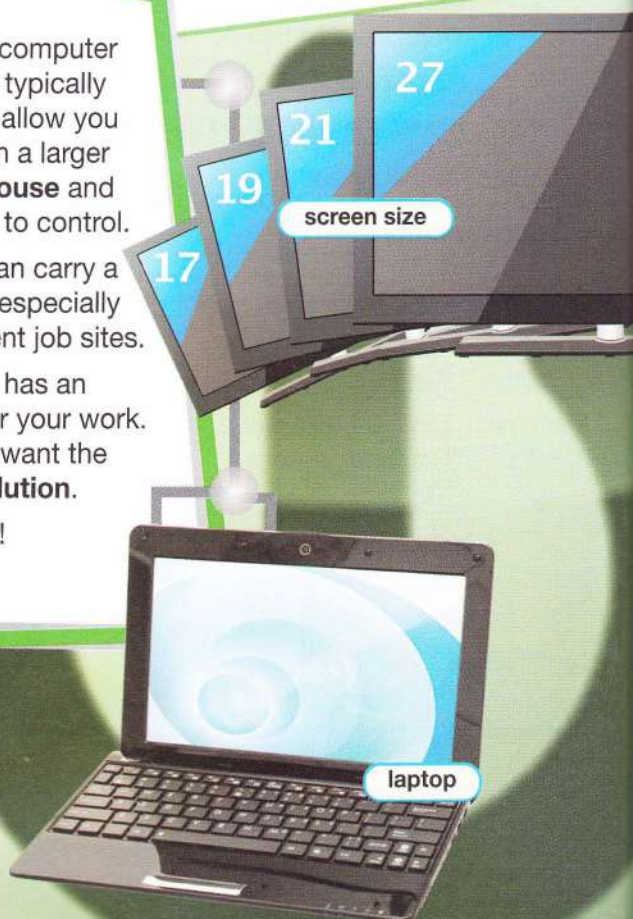 computer
typically
allow you
n a larger
ouse and
to control.
an carry a
especially
ent job sites.
has an
r your work.
want the
lution.
!
17
19
21
27
screen size
laptop